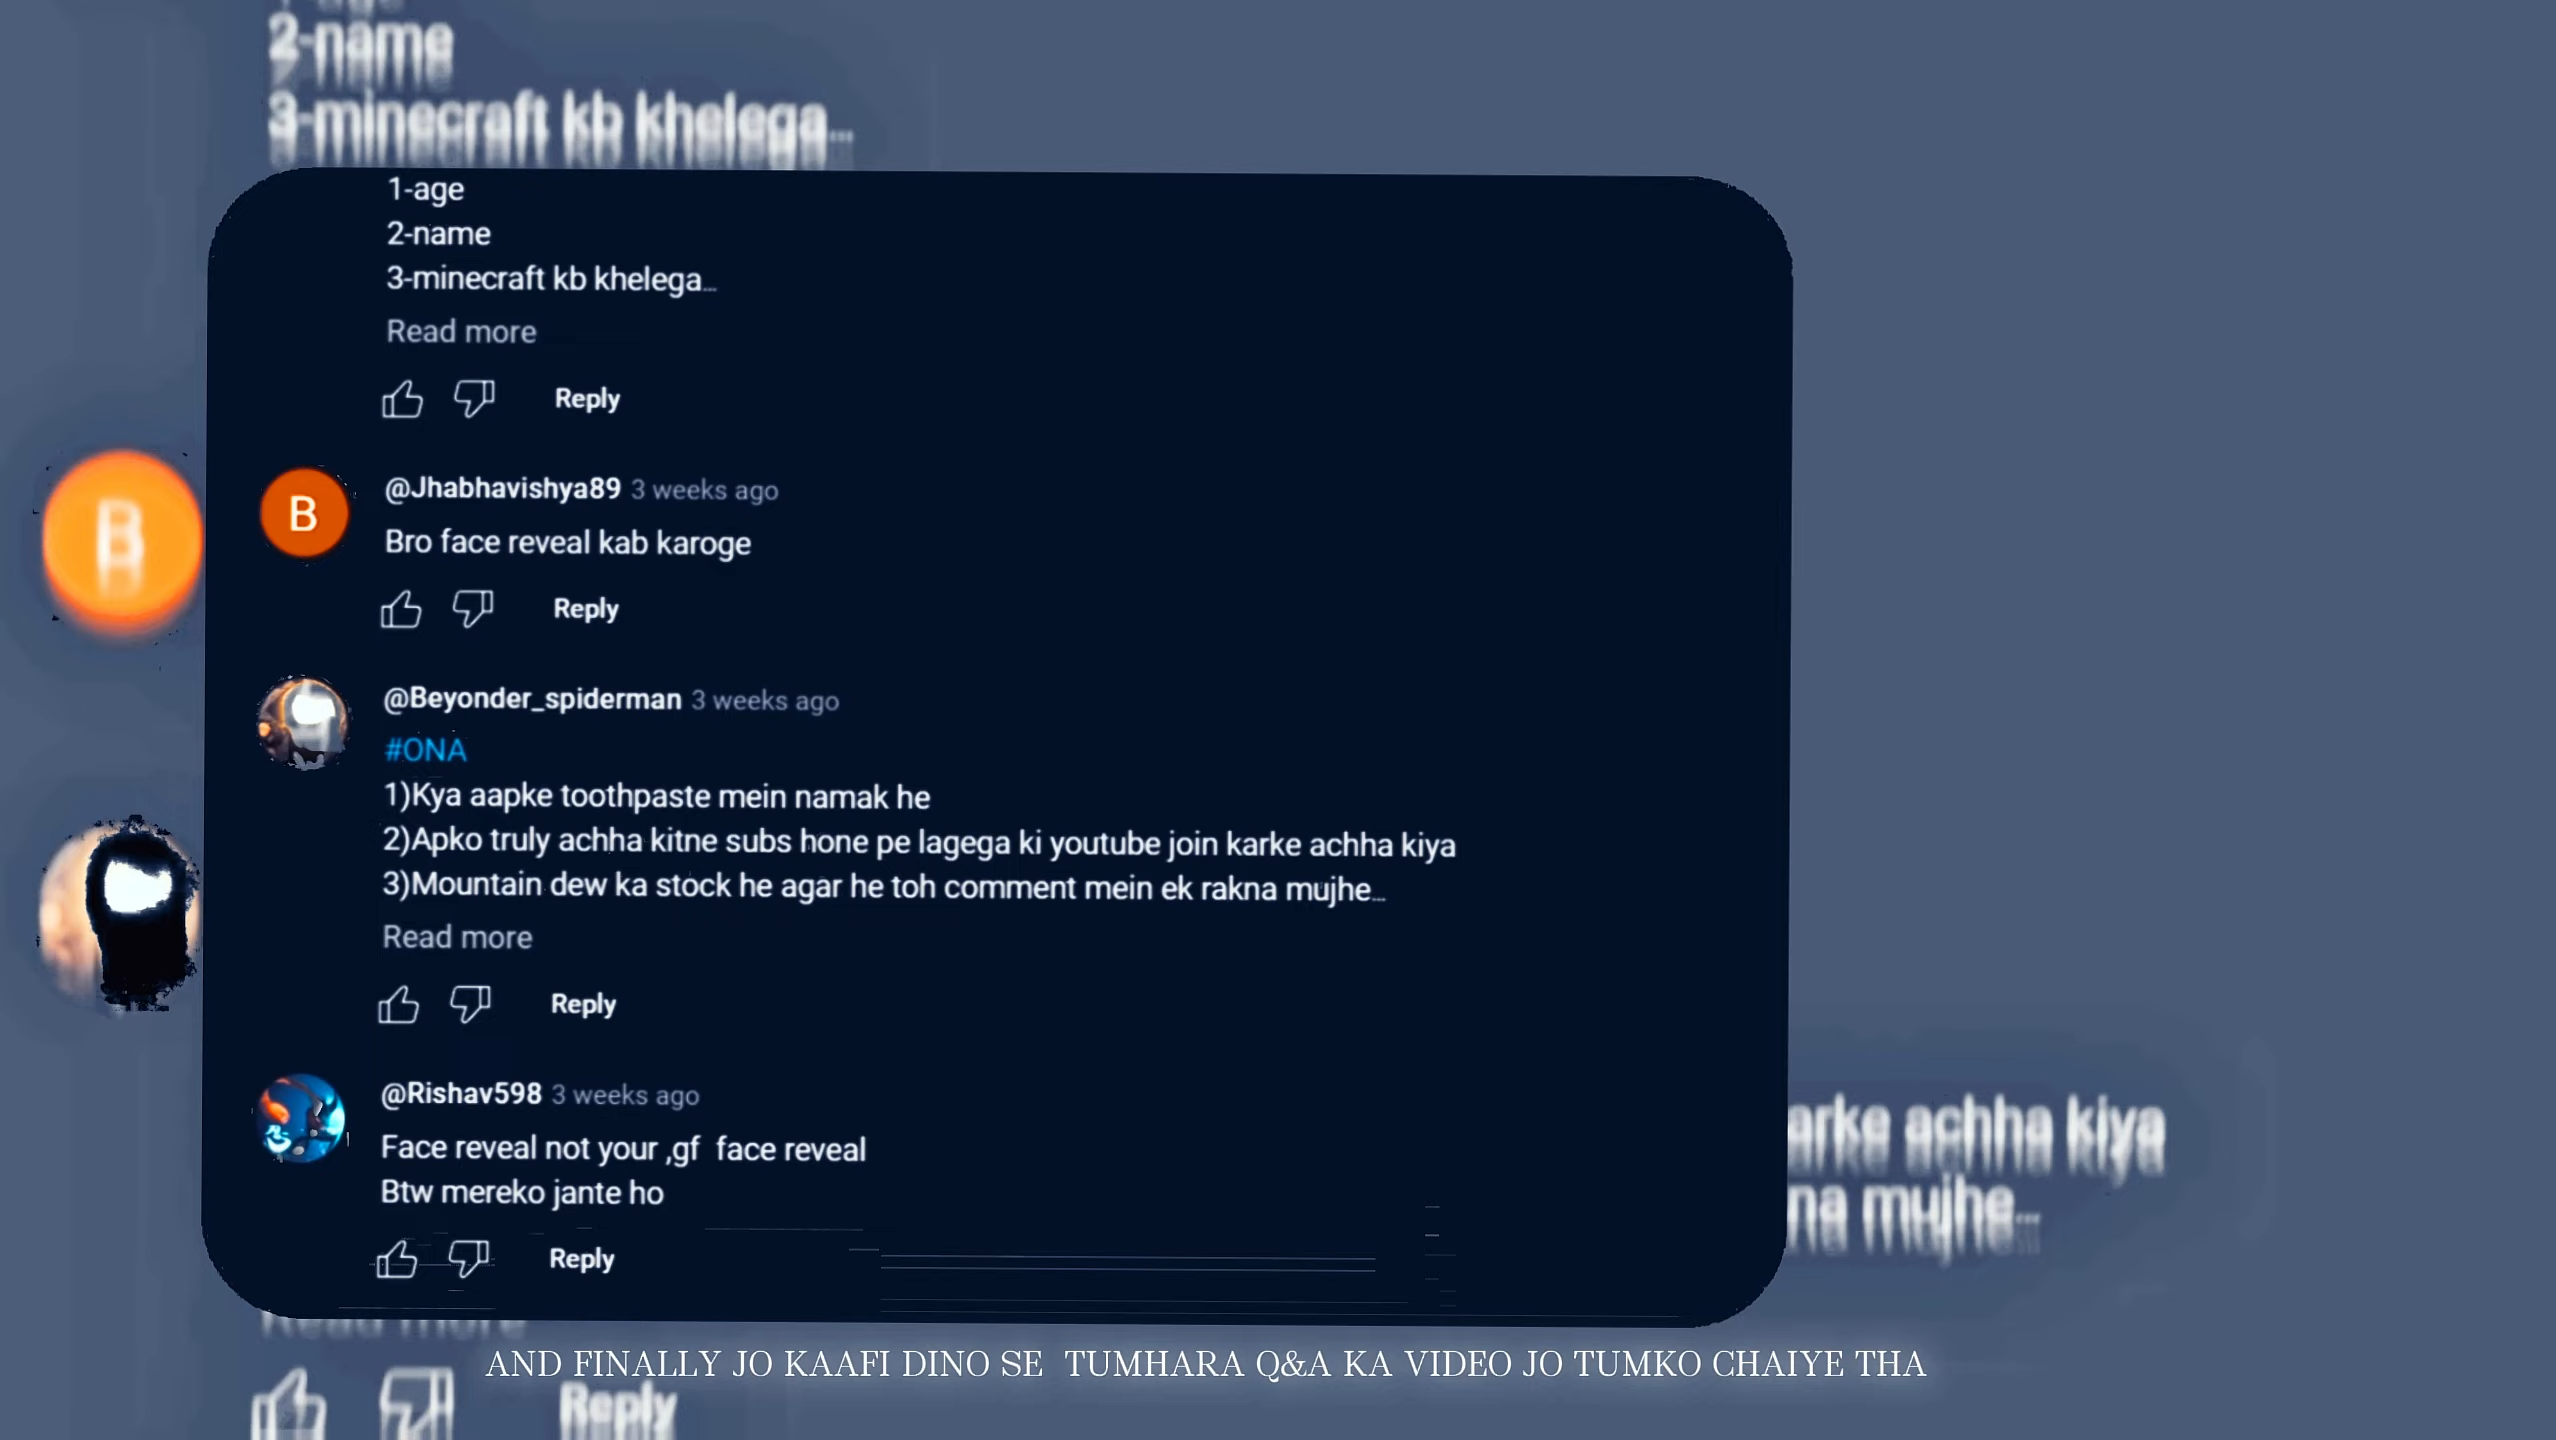 2-name
3-minecraft kb khelega...
1-age
2-name
3-minecraft kb khelega...
Read more
Reply
B
B
@Jhabhavishya89 3 weeks ago
Bro face reveal kab karoge
Reply
@Beyonder_spiderman 3 weeks ago
#ONA
1)Kya aapke toothpaste mein namak he
2)Apko truly achha kitne subs hone pe lagega ki youtube join karke achha kiya
3)Mountain dew ka stock he agar he toh comment mein ek rakna mujhe...
Read more
Reply
@Rishav598 3 weeks ago
Face reveal not your ,gf face reveal
Btw mereko jante ho
Reply
arke achha kiya
na mujhe...
Read more
AND FINALLY JO KAAFI DINO SE TUMHARA Q&A KA VIDEO JO TUMKO CHAIYE THA
Reply